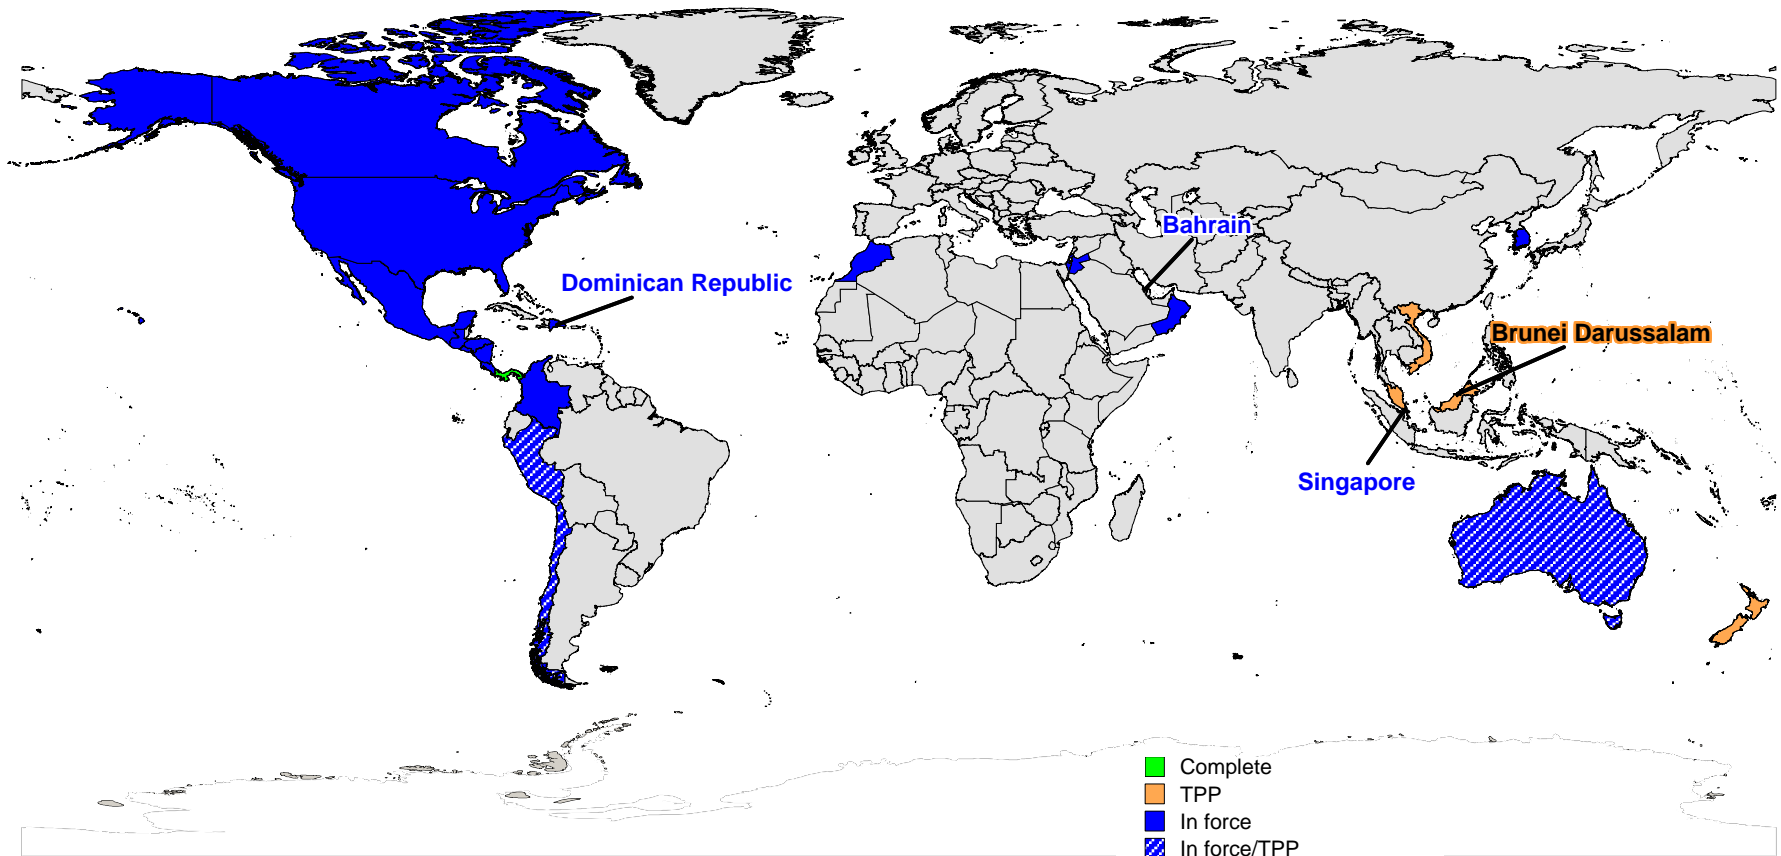 Bahrain
Dominican Republic
Brunei Darussalam
Singapore
Complete
TPP
In force
In force/TPP